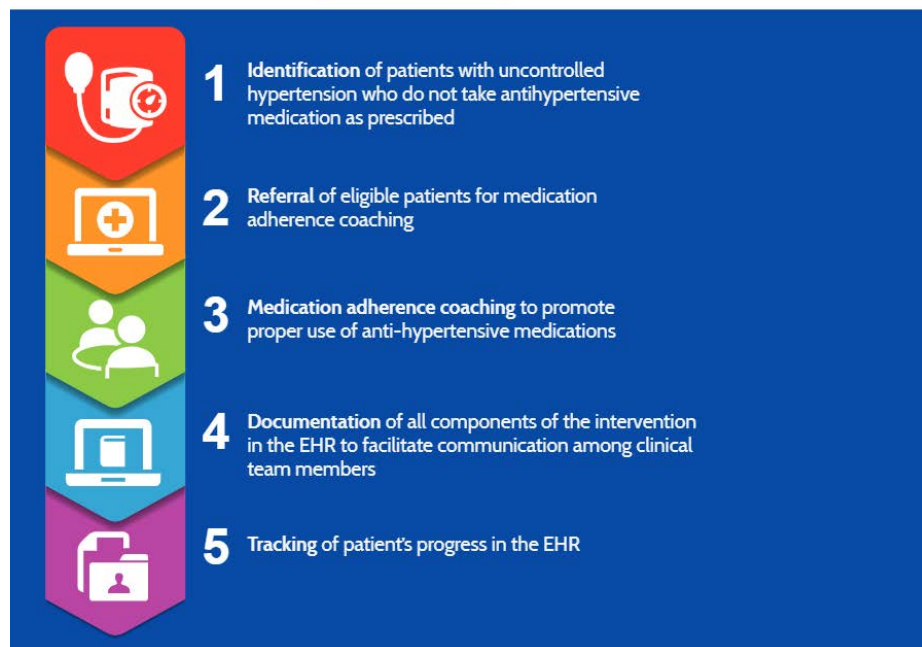 1 Identification of patients with uncontrolled
hypertension who do not take antihypertensive
medication as prescribed
2 Referral of eligible patients for medication
adherence coaching
3 Medication adherence coaching to promote
proper use of anti-hypertensive medications
4 Documentation of all components of the intervention
in the EHR to facilitate communication among clinical
team members
5 Tracking of patient's progress in the EHR